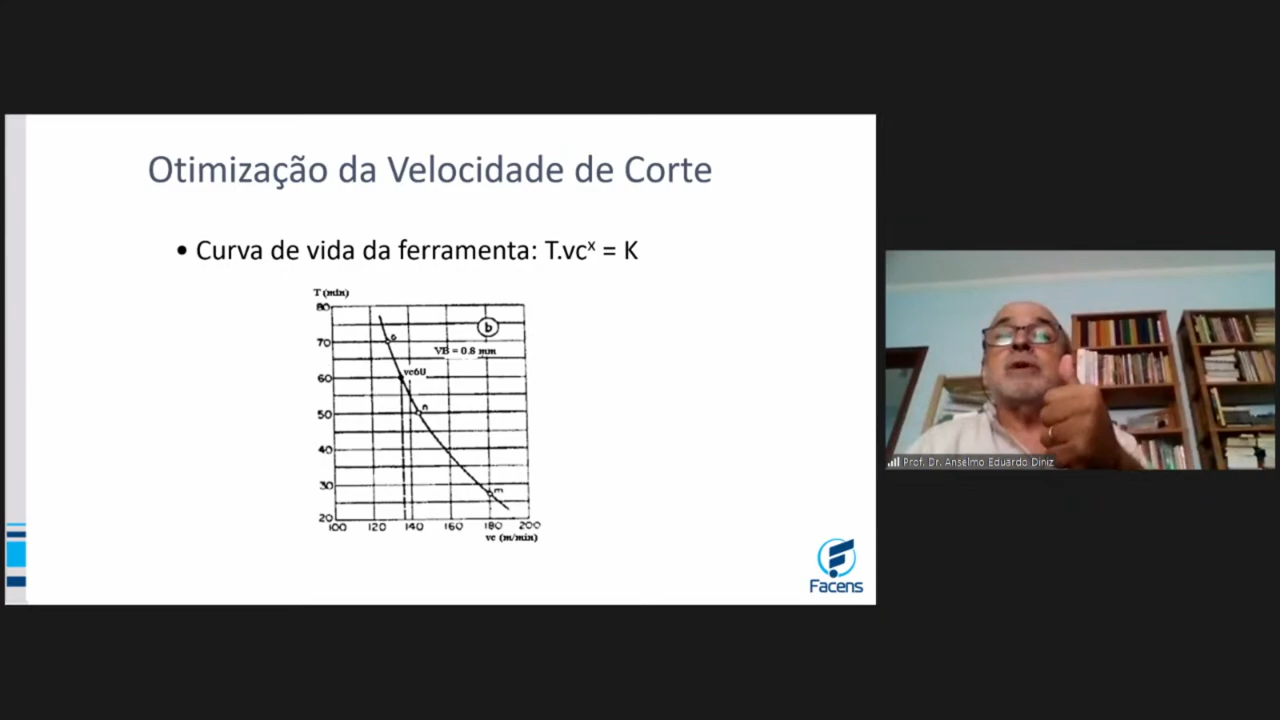 Otimização da Velocidade de Corte
• Curva de vida da ferramenta: T.vcˣ = K
T (min)
80
70
60
50
40
30
20
o
vc60
n
m
b
VB = 0.8 mm
100 120 140 160 180 200
vc (m/min)
Facens
Prof. Dr. Anselmo Eduardo Diniz